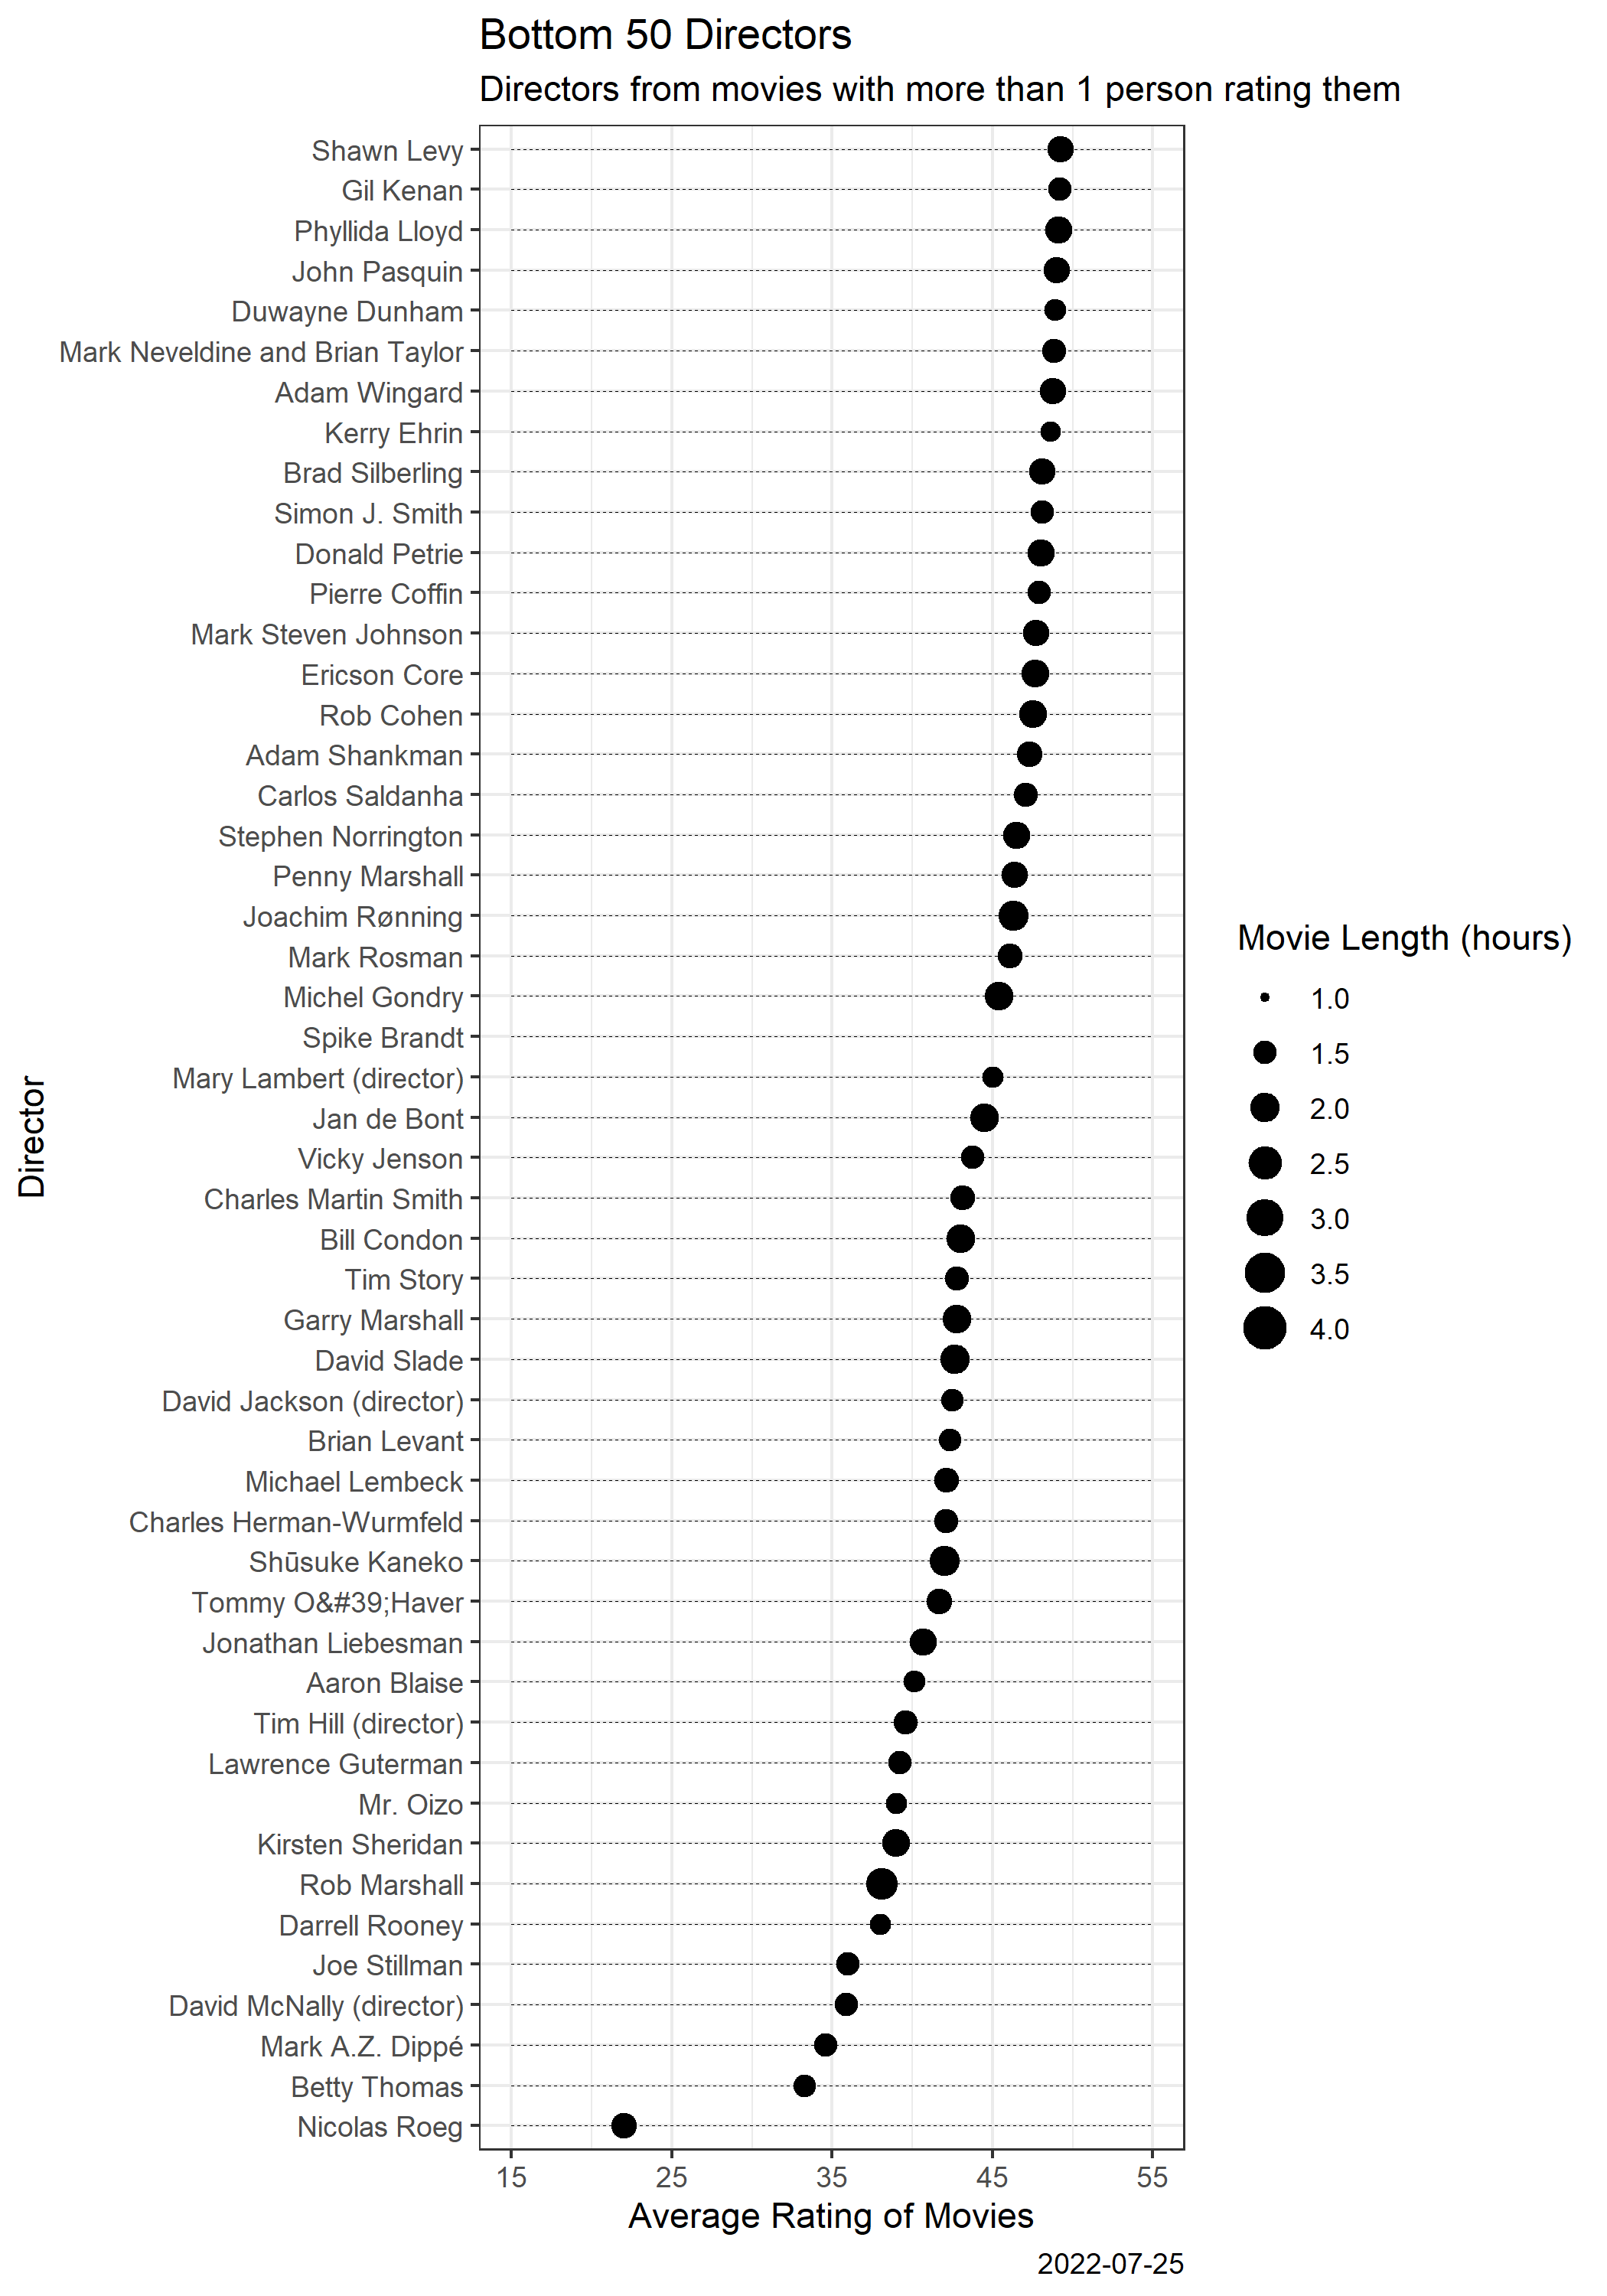 Bottom 50 Directors
Directors from movies with more than 1 person rating them
Shawn Levy
Gil Kenan
Phyllida Lloyd
John Pasquin
Duwayne Dunham
Mark Neveldine and Brian Taylor
Adam Wingard
Kerry Ehrin
Brad Silberling
Simon J. Smith
Donald Petrie
Pierre Coffin
Mark Steven Johnson
Ericson Core
Rob Cohen
Adam Shankman
Carlos Saldanha
Stephen Norrington
Penny Marshall
Joachim Rønning
Mark Rosman
Michel Gondry
Spike Brandt
Mary Lambert (director)
Jan de Bont
Vicky Jenson
Charles Martin Smith
Bill Condon
Tim Story
Garry Marshall
David Slade
David Jackson (director)
Brian Levant
Michael Lembeck
Charles Herman-Wurmfeld
Shūsuke Kaneko
Tommy O&#39;Haver
Jonathan Liebesman
Aaron Blaise
Tim Hill (director)
Lawrence Guterman
Mr. Oizo
Kirsten Sheridan
Rob Marshall
Darrell Rooney
Joe Stillman
David McNally (director)
Mark A.Z. Dippé
Betty Thomas
Nicolas Roeg
Director
15 25 35 45 55
Average Rating of Movies
2022-07-25
Movie Length (hours)
1.0
1.5
2.0
2.5
3.0
3.5
4.0